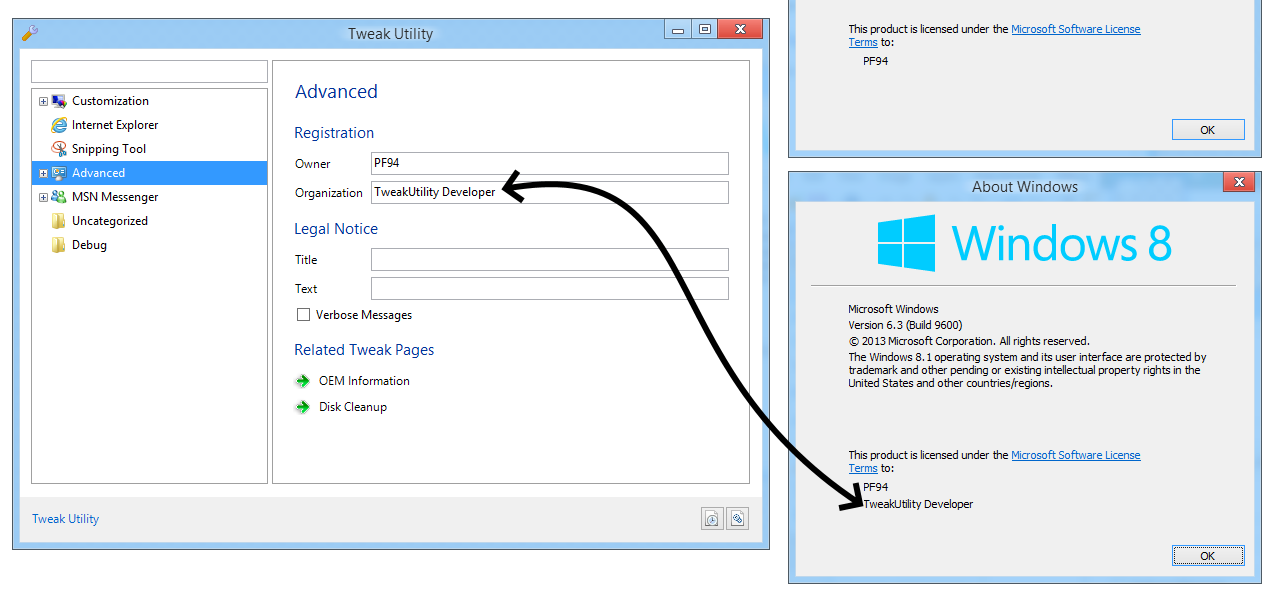 Tweak Utility
Customization
Internet Explorer
Snipping Tool
Advanced
MSN Messenger
Uncategorized
Debug
Advanced
Registration
Owner PF94
Organization TweakUtility Developer
Legal Notice
Title
Text
Verbose Messages
Related Tweak Pages
OEM Information
Disk Cleanup
Tweak Utility
This product is licensed under the Microsoft Software License
Terms to:
PF94
OK
About Windows
Windows 8
Microsoft Windows
Version 6.3 (Build 9600)
© 2013 Microsoft Corporation. All rights reserved.
The Windows 8.1 operating system and its user interface are protected by
trademark and other pending or existing intellectual property rights in the
United States and other countries/regions.
This product is licensed under the Microsoft Software License
Terms to:
PF94
TweakUtility Developer
OK